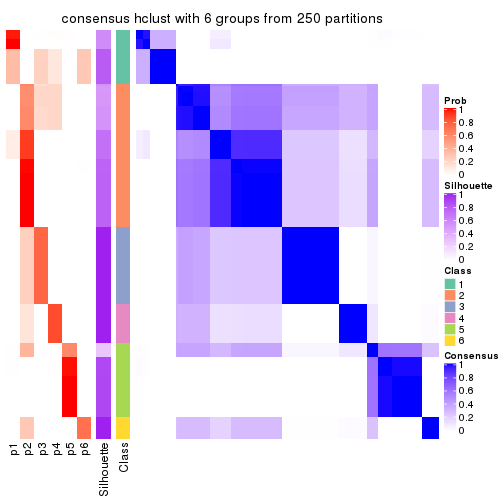 consensus hclust with 6 groups from 250 partitions
Prob
1
0.8
0.6
0.4
0.2
0
Silhouette
1
0.8
0.6
0.4
0.2
0
Class
1
2
3
4
5
6
Consensus
1
0.8
0.6
0.4
0.2
0
p1
p2
p3
p4
p5
p6
Silhouette
Class